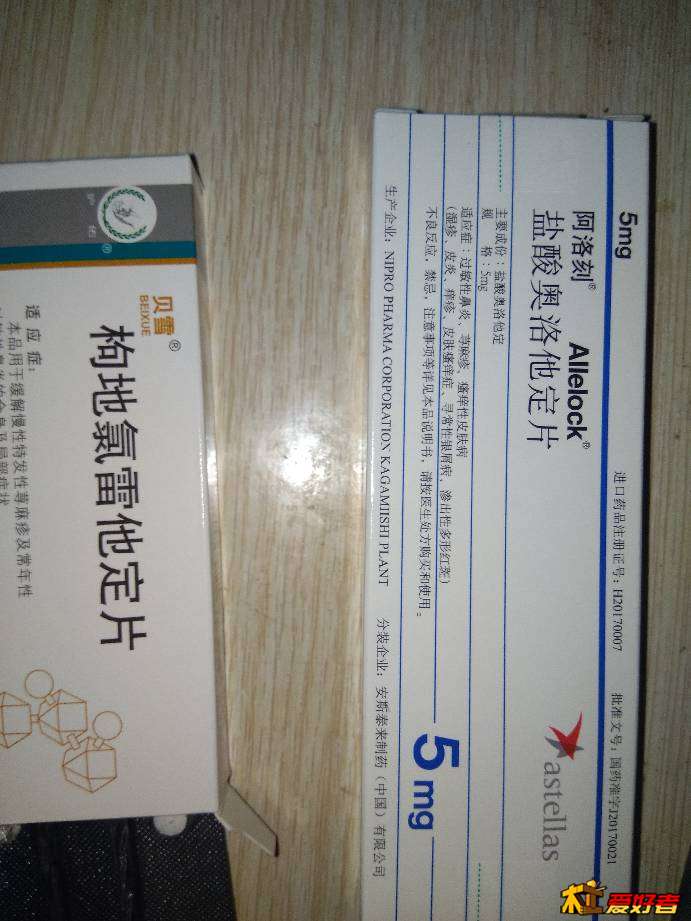 护佑
®
贝雪®
BEIXUE
枸地氯雷他定片
适应症：
本品用于缓解慢性特发性荨麻疹及常年性
5mg
阿洛刻® Allelock®
盐酸奥洛他定片
进口药品注册证号：H20170007 批准文号：国药准字J20170021
主要成份：盐酸奥洛他定
规 格：5mg
适应症：过敏性鼻炎、荨麻疹、瘙痒性皮肤病
（湿疹、皮炎、痒疹、皮肤瘙痒症、寻常性银屑病、渗出性多形红斑）
不良反应，禁忌，注意事项等详见本品说明书，请按医生处方购买和使用。
5 mg
astellas
生产企业：NIPRO PHARMA CORPORATION KAGAMIISHI PLANT 分装企业：安斯泰来制药（中国）有限公司
爱好者